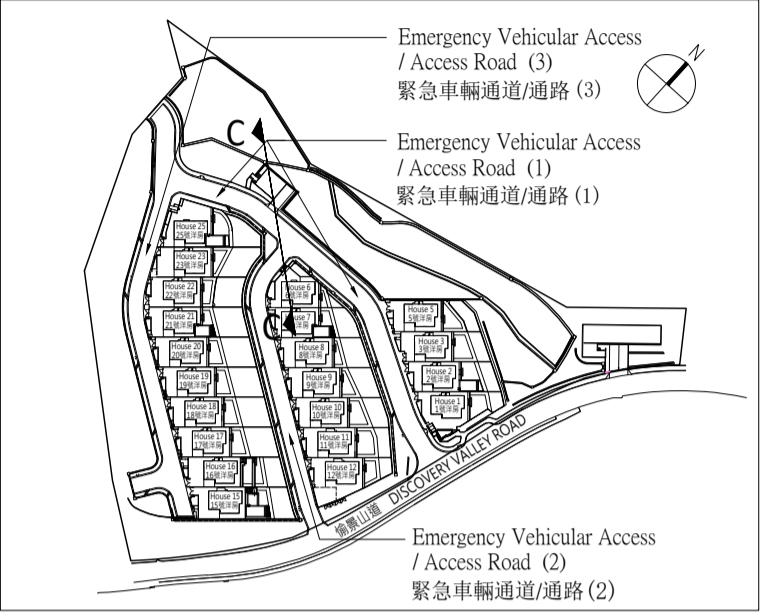 Emergency Vehicular Access
/ Access Road (3)
緊急車輛通道/通路 (3)
N
C
Emergency Vehicular Access
/ Access Road (1)
緊急車輛通道/通路 (1)
House 25
25號洋房
House 23
23號洋房
House 22
22號洋房
House 21
21號洋房
House 20
20號洋房
House 19
19號洋房
House 18
18號洋房
House 17
17號洋房
House 16
16號洋房
House 15
15號洋房
House 6
6號洋房
C
House 7
7號洋房
House 8
8號洋房
House 9
9號洋房
House 10
10號洋房
House 11
11號洋房
House 12
12號洋房
House 5
5號洋房
House 3
3號洋房
House 2
2號洋房
House 1
1號洋房
愉景山道 DISCOVERY VALLEY ROAD
Emergency Vehicular Access
/ Access Road (2)
緊急車輛通道/通路 (2)